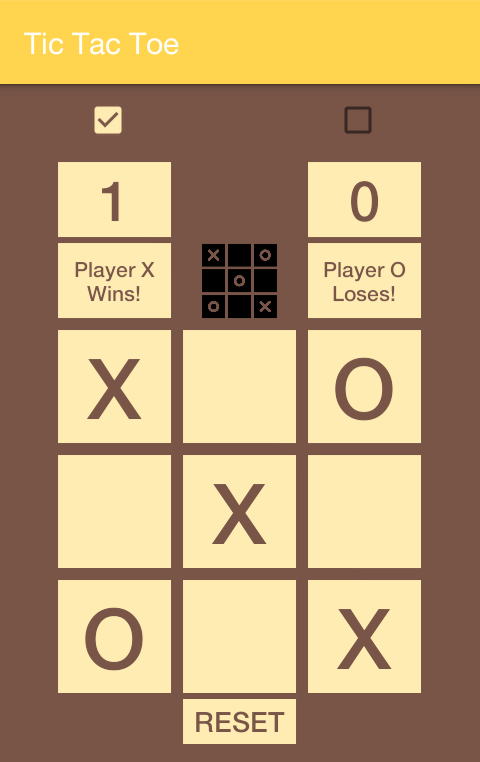 Tic Tac Toe
1
0
Player X
Wins!
X O
O
O X
Player O
Loses!
X O
X
O X
RESET